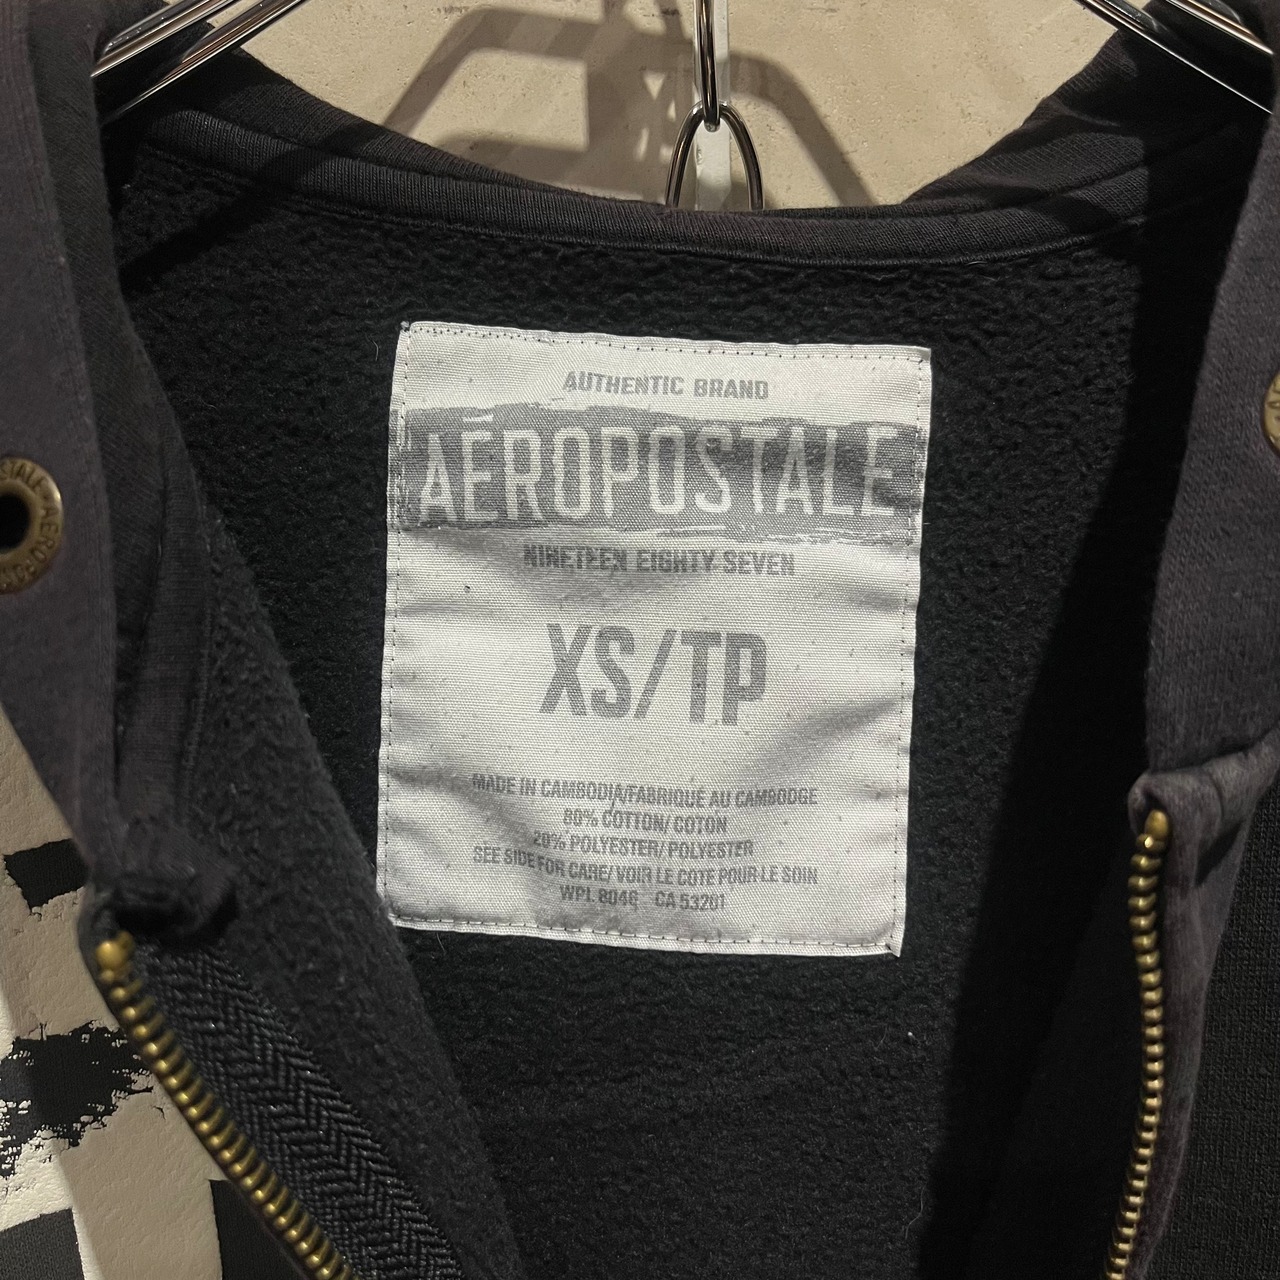 AUTHENTIC BRAND
AÉROPOSTALE
NINETEEN EIGHTY SEVEN
XS/TP
MADE IN CAMBODIA/FABRIQUÉ AU CAMBODGE
80% COTTON/ COTON
20% POLYESTER/ POLYESTER
SEE SIDE FOR CARE/ VOIR LE COTE POUR LE SOIN
WPL 8046 CA 53201